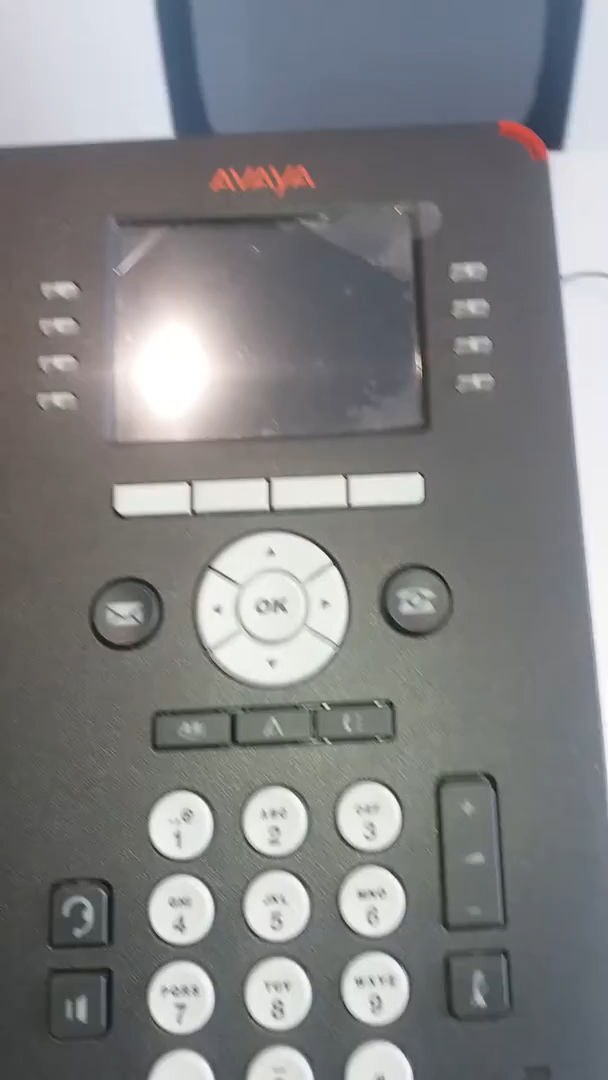 AVAYA
OK
1
ABC 2
DEF 3
GHI 4
JKL 5
MNO 6
PQRS 7
TUV 8
WXYZ 9